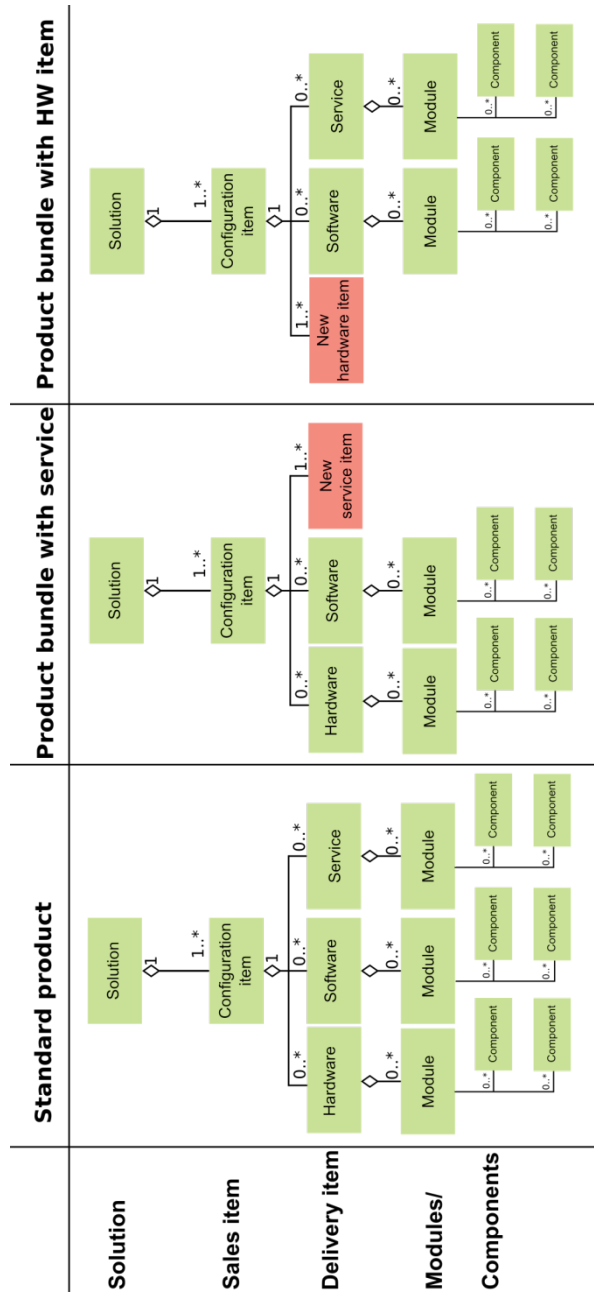 Standard product
Product bundle with service
Product bundle with HW item
Solution
Solution
Solution
Solution
1
1
1
1..*
1..*
1..*
Sales item
Configuration
item
Configuration
item
Configuration
item
1
1
1
0..*
0..*
0..*
0..*
0..*
1..*
1..*
0..*
0..*
Delivery item
Hardware
Software
Service
Hardware
Software
New
service item
New
hardware item
Software
Service
0..*
0..*
0..*
0..*
0..*
0..*
0..*
Modules/
Module
Module
Module
Module
Module
Module
Module
Components
0..*
0..*
0..*
0..*
0..*
0..*
0..*
Component
Component
Component
Component
Component
Component
Component
0..*
0..*
0..*
0..*
0..*
0..*
0..*
Component
Component
Component
Component
Component
Component
Component